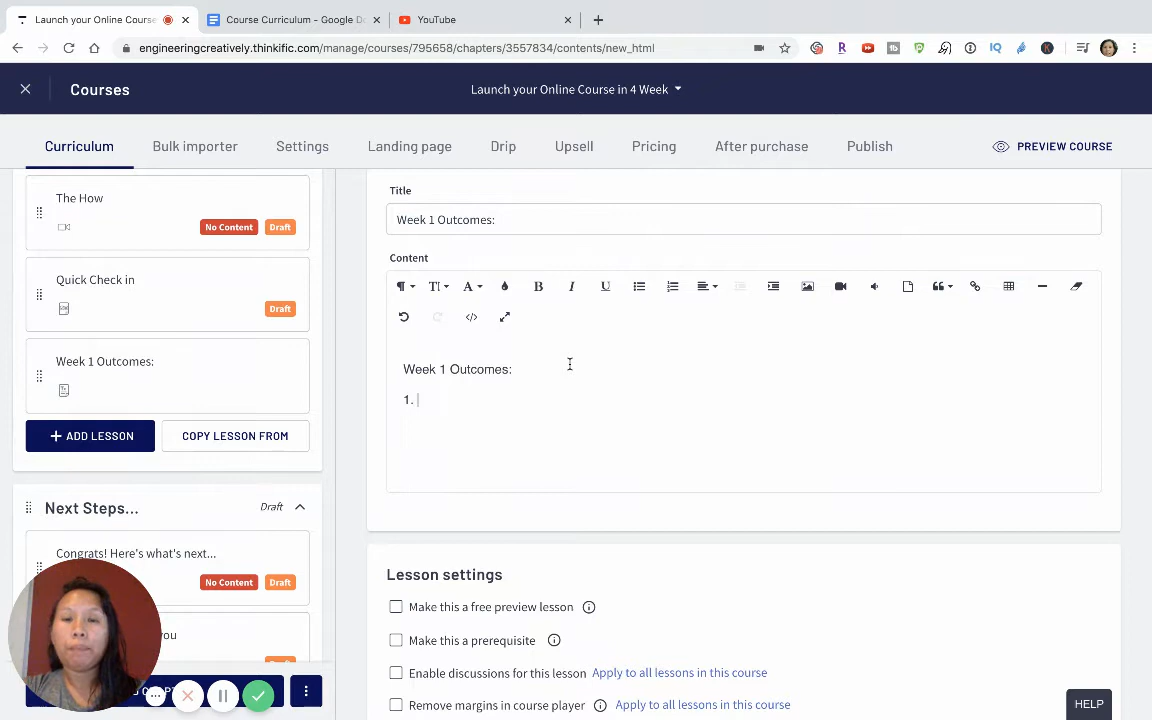 Launch your Online Course
Course Curriculum - Google Do
YouTube
engineeringcreatively.thinkific.com/manage/courses/795658/chapters/3557834/contents/new_html
Courses
Launch your Online Course in 4 Week
Curriculum
Bulk importer
Settings
Landing page
Drip
Upsell
Pricing
After purchase
Publish
PREVIEW COURSE
The How
No Content
Draft
Quick Check in
Draft
Week 1 Outcomes:
+ ADD LESSON
COPY LESSON FROM
Next Steps...
Draft
Congrats! Here's what's next...
No Content
Draft
you
Title
Week 1 Outcomes:
Content
Week 1 Outcomes:
1.
Lesson settings
Make this a free preview lesson
Make this a prerequisite
Enable discussions for this lesson
Apply to all lessons in this course
Remove margins in course player
Apply to all lessons in this course
HELP